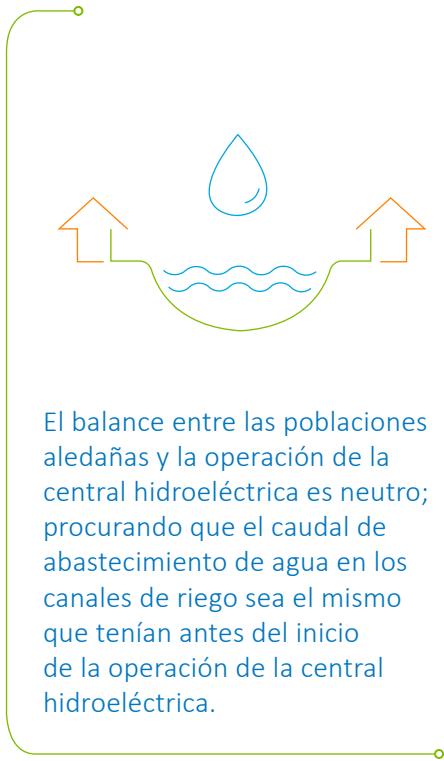 El balance entre las poblaciones
aledañas y la operación de la
central hidroeléctrica es neutro;
procurando que el caudal de
abastecimiento de agua en los
canales de riego sea el mismo
que tenían antes del inicio
de la operación de la central
hidroeléctrica.